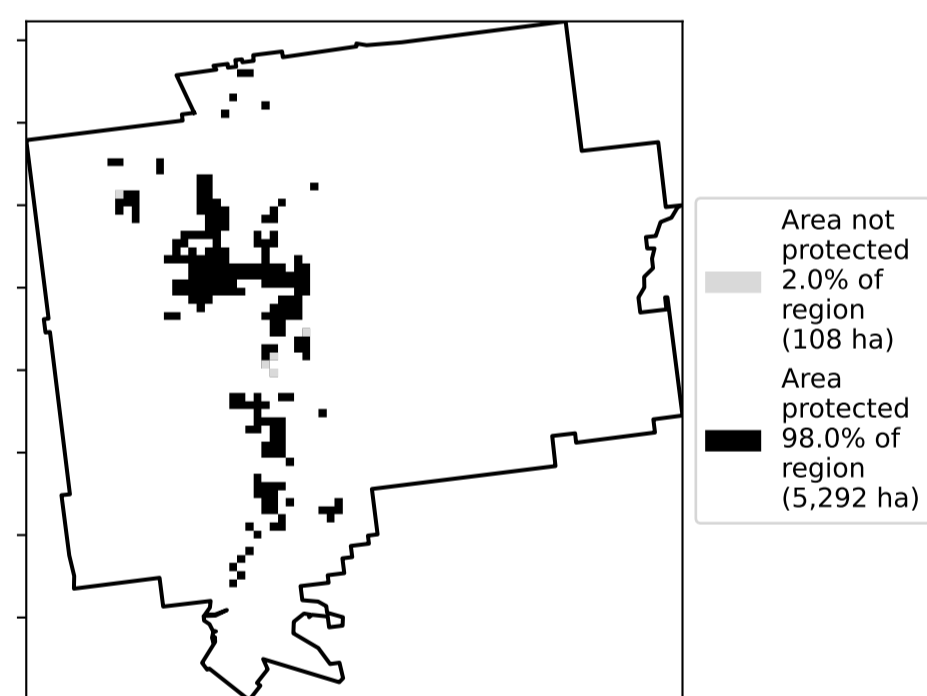 Area not
protected
2.0% of
region
(108 ha)
Area
protected
98.0% of
region
(5,292 ha)